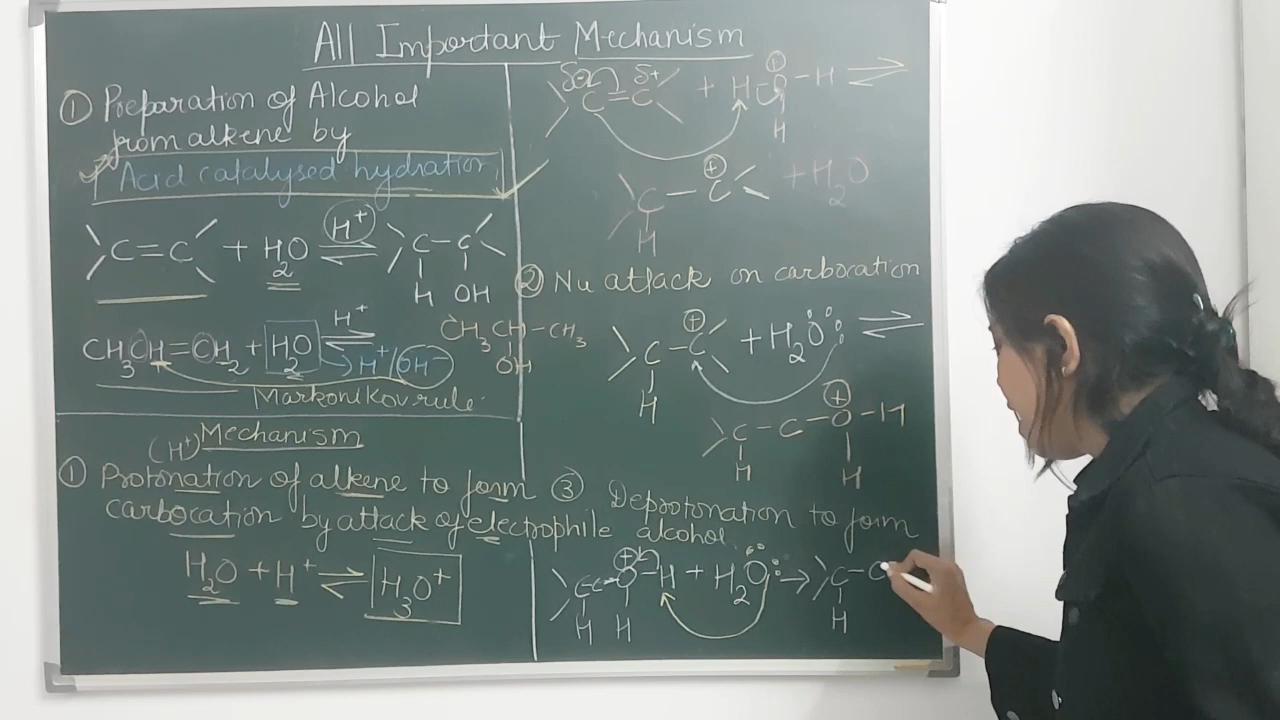 All Important Mechanism
① Preparation of Alcohol
from alkene by
Acid catalysed hydration
C=C + H2O ⇌ C–C
H+
H OH
CH3CH=CH2 + H2O ⇌ CH3CH–CH3
H+
OH
H+/OH−
Markonikov rule
Mechanism
(H+)
① Protonation of alkene to form
carbocation by attack of electrophile
H2O + H+ ⇌ H3O+
δ− δ+
C=C + H–O–H ⇌
+
H
C–C + H2O
+
H
② Nu attack on carbocation
C–C + H2O ⇌
+
H
C–C–O–H
+
H H
③ Deprotonation to form
alcohol
C–C–O–H + H2O → C–C
+
H H H